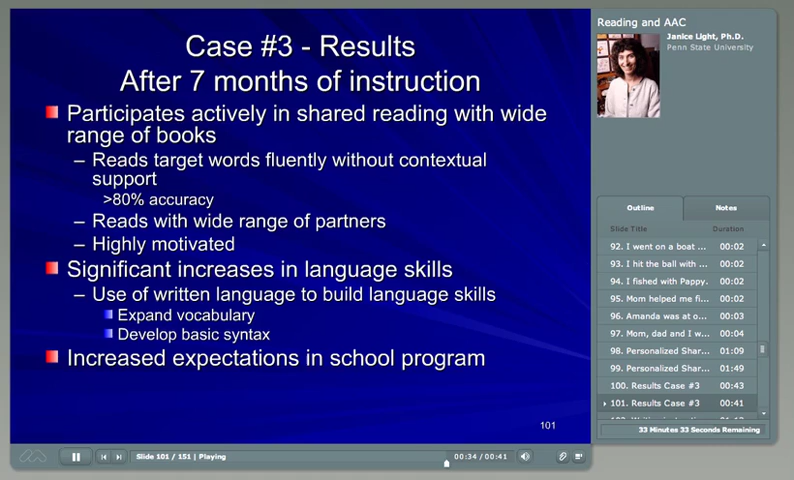 Case #3 - Results
After 7 months of instruction
Participates actively in shared reading with wide
range of books
– Reads target words fluently without contextual
support
>80% accuracy
– Reads with wide range of partners
– Highly motivated
Significant increases in language skills
– Use of written language to build language skills
Expand vocabulary
Develop basic syntax
Increased expectations in school program
101
Slide 101 / 151 | Playing
00:34 / 00:41
Reading and AAC
Janice Light, Ph.D.
Penn State University
Outline Notes
Slide Title Duration
92. I went on a boat ... 00:02
93. I hit the ball with ... 00:02
94. I fished with Pappy. 00:02
95. Mom helped me fi... 00:02
96. Amanda was at o... 00:03
97. Mom, dad and I w... 00:04
98. Personalized Shar... 01:09
99. Personalized Shar... 01:49
100. Results Case #3 00:43
101. Results Case #3 00:41
33 Minutes 33 Seconds Remaining